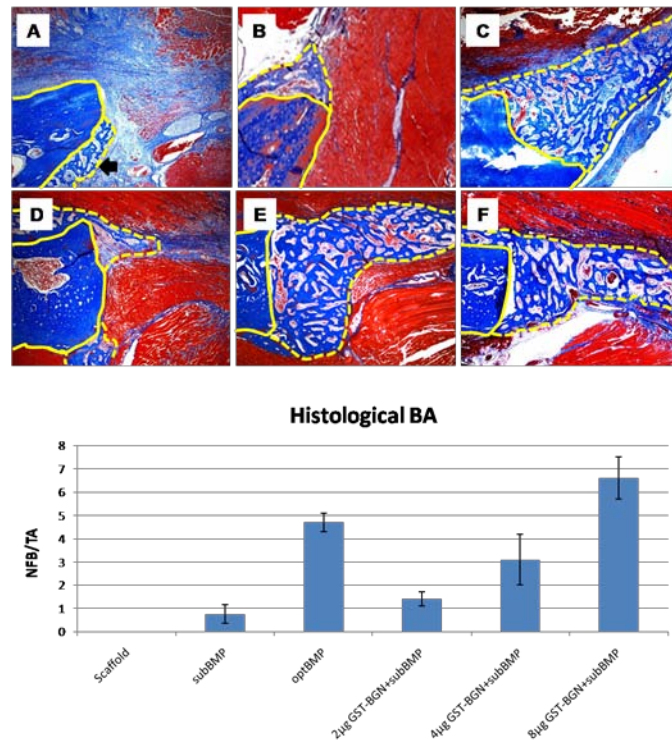 A
B
C
D
E
F
Histological BA
NFB/TA
8
7
6
5
4
3
2
1
0
Scaffold
subBMP
optBMP
2µg GST-BGN+subBMP
4µg GST-BGN+subBMP
8µg GST-BGN+subBMP